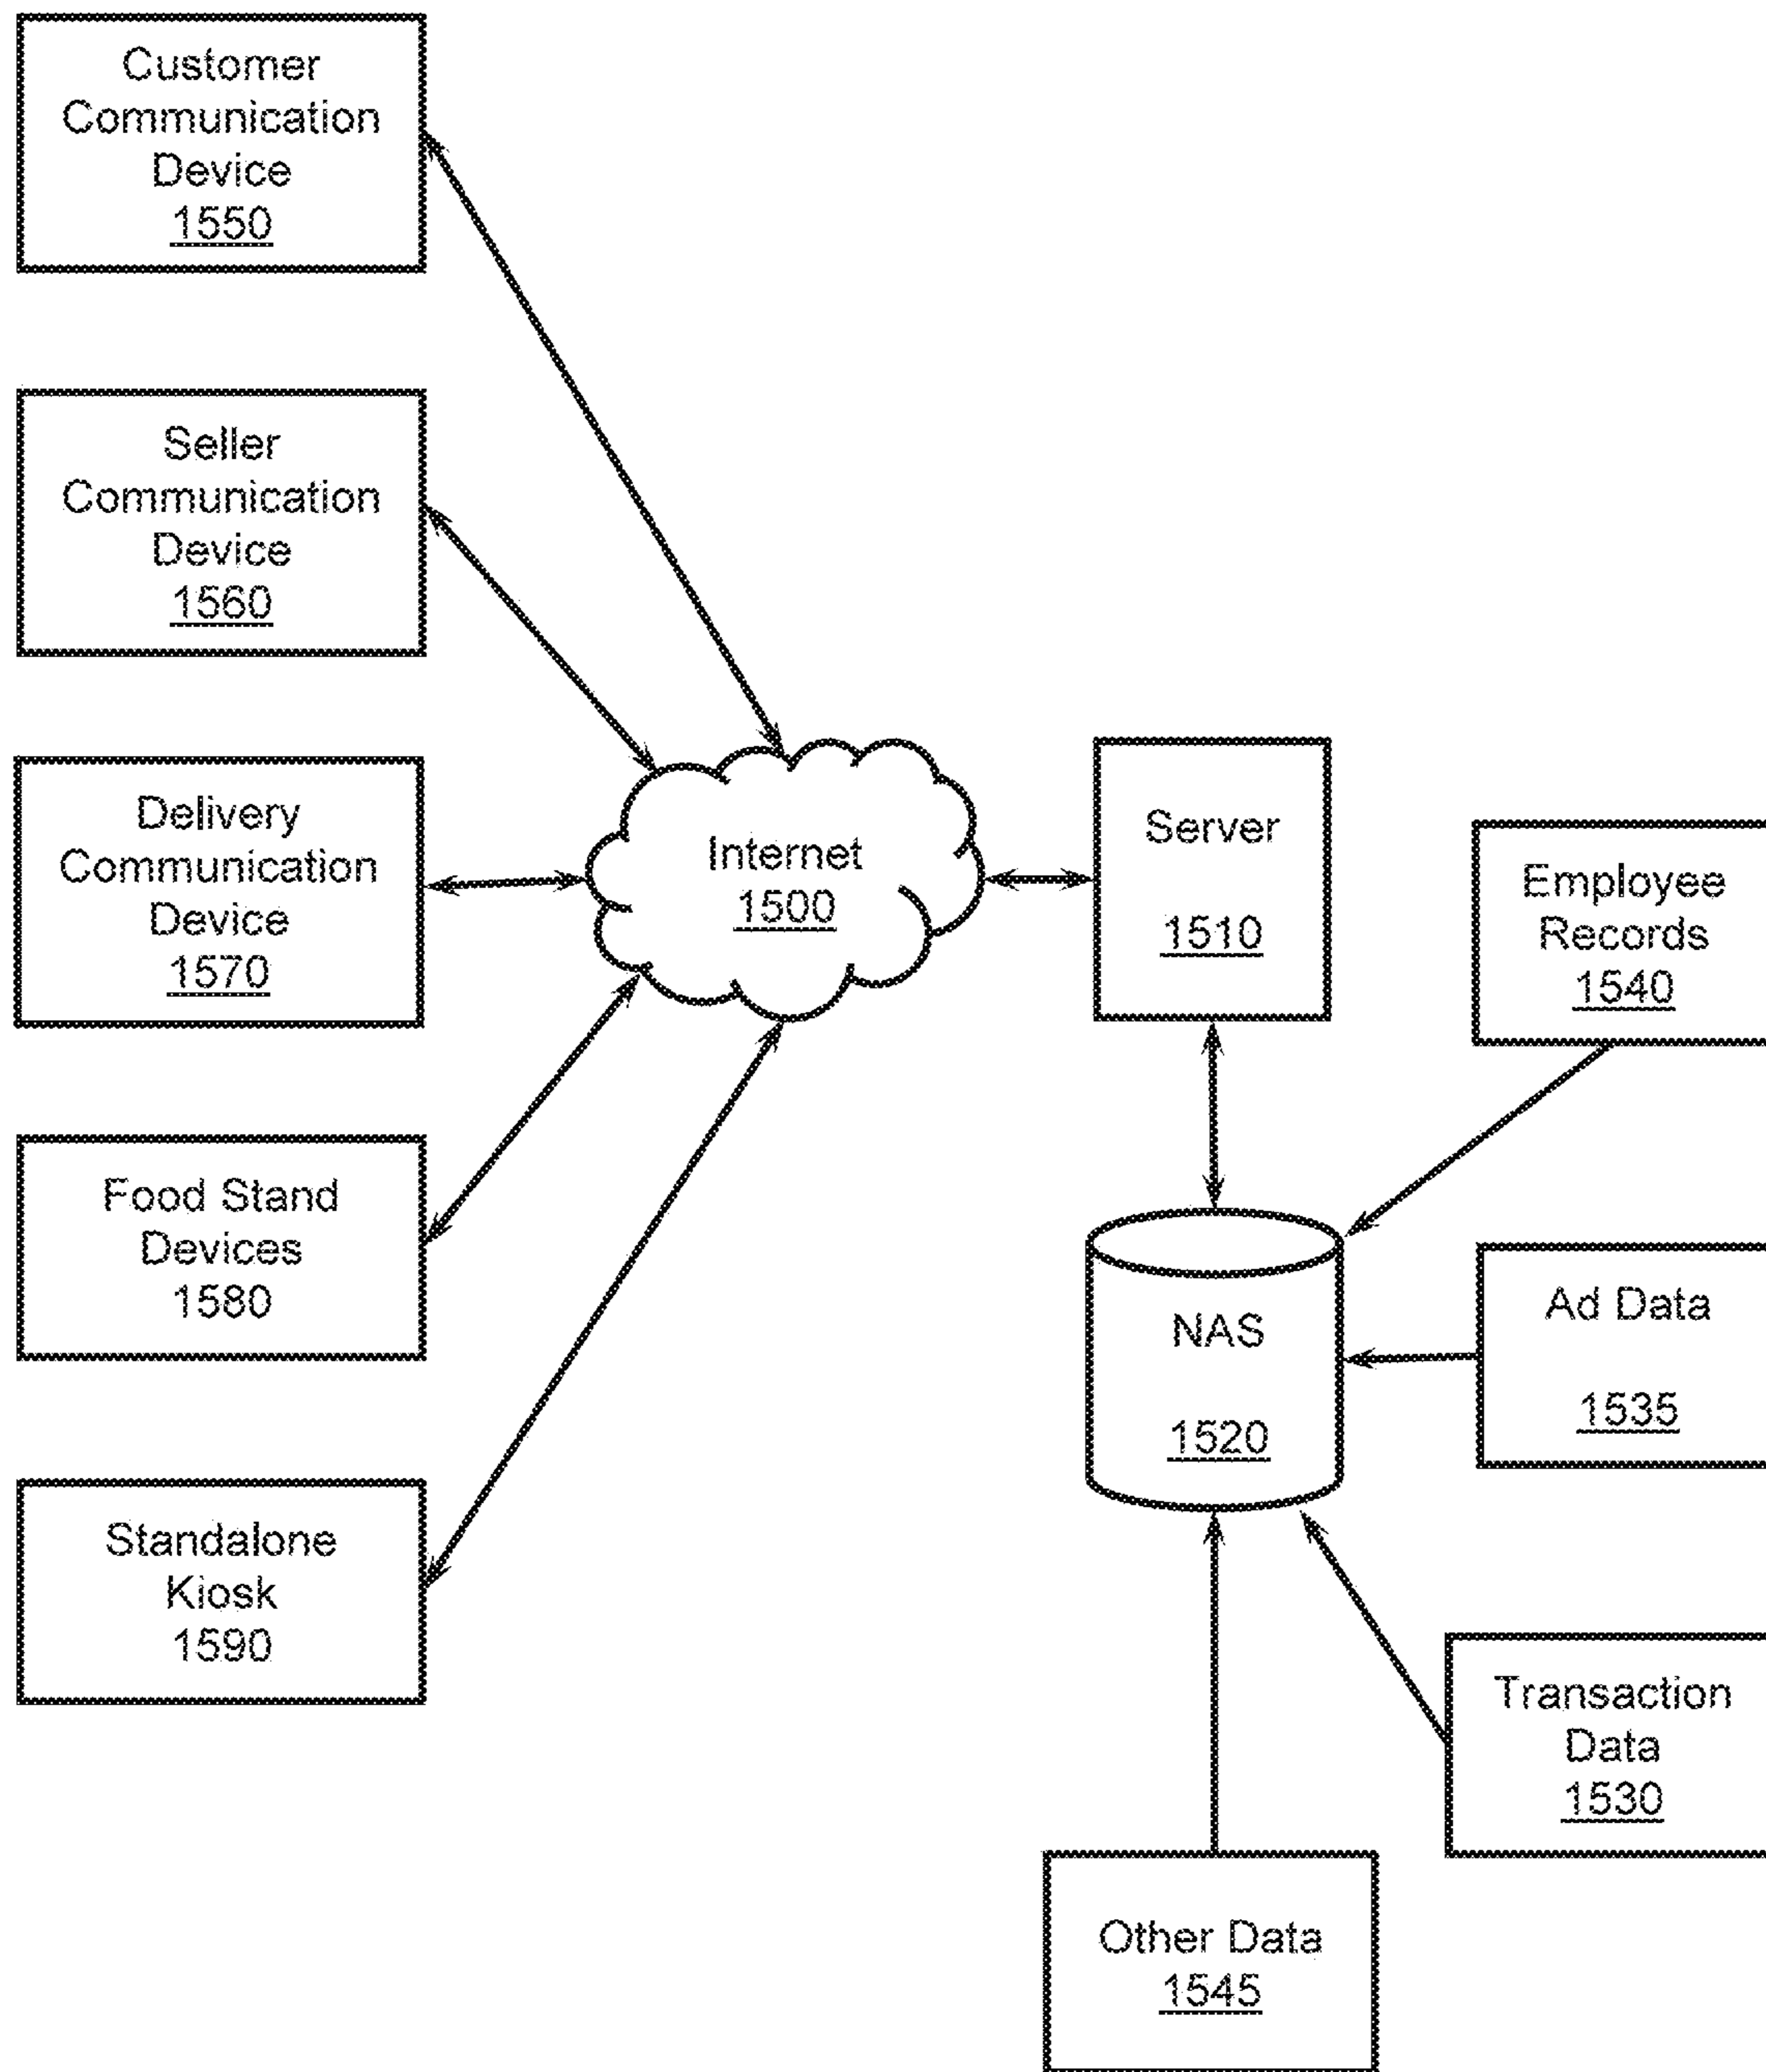 Customer
Communication
Device
1550
Seller
Communication
Device
1560
Delivery
Communication
Device
1570
Food Stand
Devices
1580
Standalone
Kiosk
1590
Internet
1500
Server
1510
NAS
1520
Employee
Records
1540
Ad Data
1535
Transaction
Data
1530
Other Data
1545